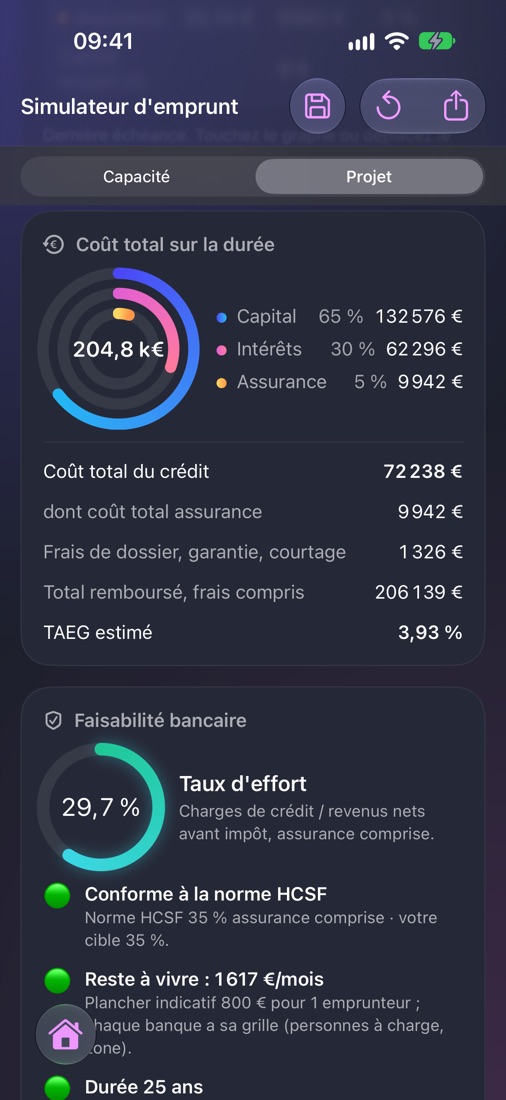 09:41
Simulateur d'emprunt
Capacité
Projet
Coût total sur la durée
204,8 k€
Capital 65 % 132 576 €
Intérêts 30 % 62 296 €
Assurance 5 % 9 942 €
Coût total du crédit 72 238 €
dont coût total assurance 9 942 €
Frais de dossier, garantie, courtage 1 326 €
Total remboursé, frais compris 206 139 €
TAEG estimé 3,93 %
Faisabilité bancaire
29,7 %
Taux d'effort
Charges de crédit / revenus nets
avant impôt, assurance comprise.
Conforme à la norme HCSF
Norme HCSF 35 % assurance comprise · votre
cible 35 %.
Reste à vivre : 1 617 €/mois
Plancher indicatif 800 € pour 1 emprunteur ;
chaque banque a sa grille (personnes à charge,
zone).
Durée 25 ans